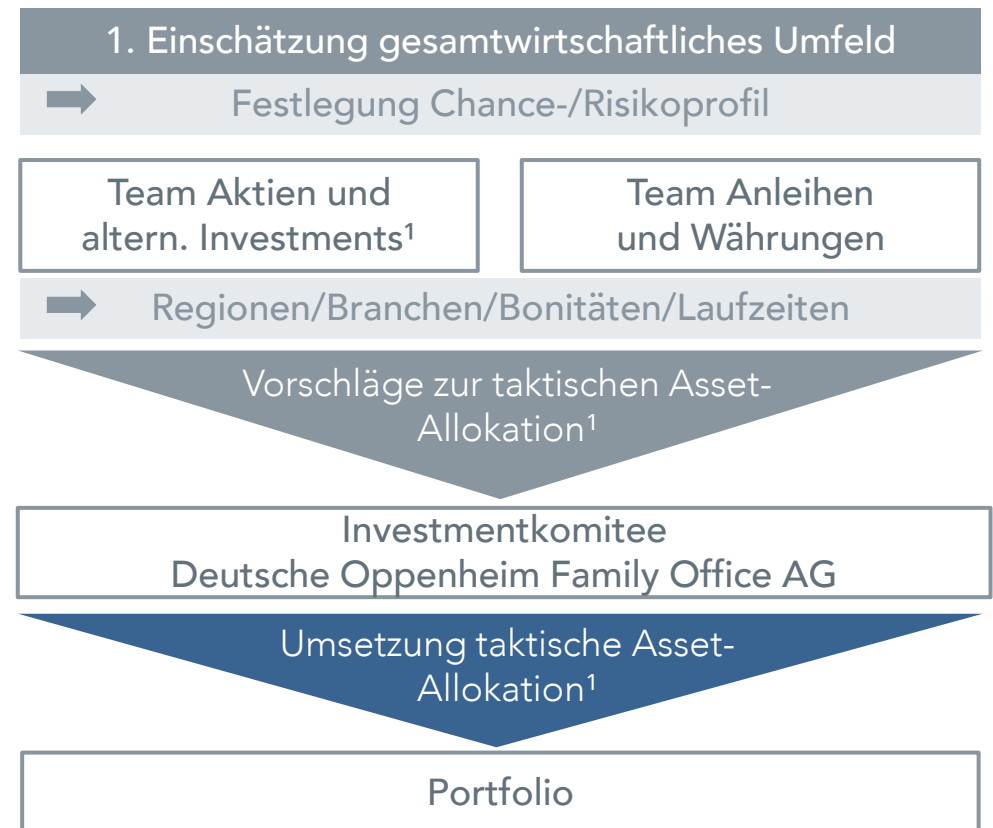 1. Einschätzung gesamtwirtschaftliches Umfeld
Festlegung Chance-/Risikoprofil
Team Aktien und
altern. Investments¹
Team Anleihen
und Währungen
Regionen/Branchen/Bonitäten/Laufzeiten
Vorschläge zur taktischen Asset-
Allokation¹
Investmentkomitee
Deutsche Oppenheim Family Office AG
Umsetzung taktische Asset-
Allokation¹
Portfolio